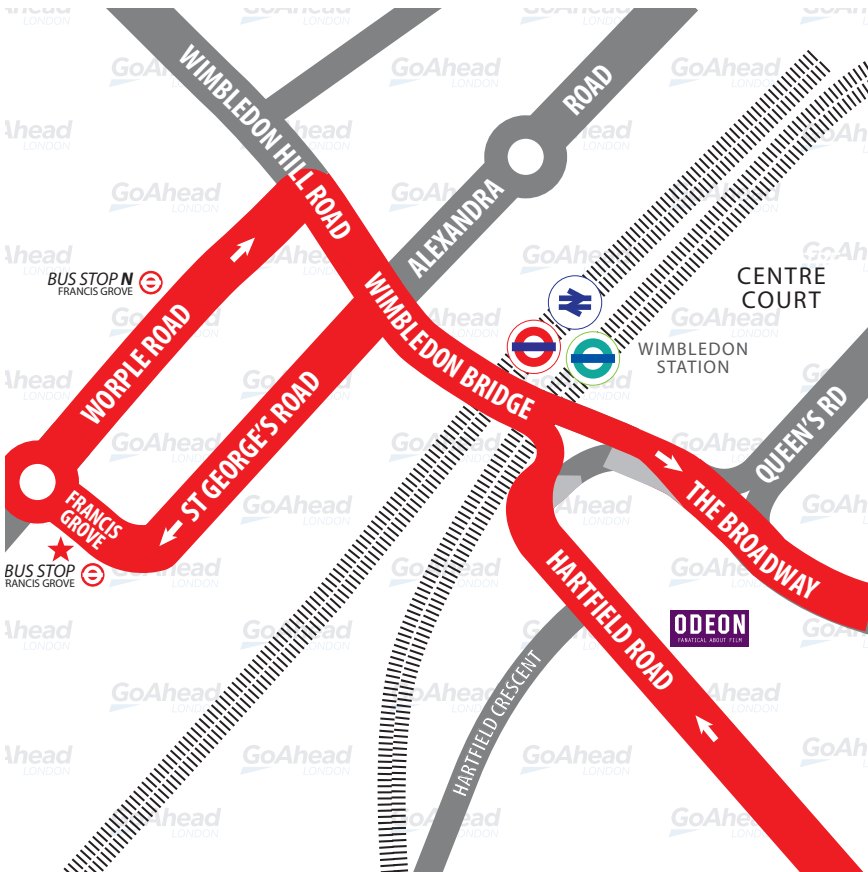 WIMBLEDON HILL ROAD
ROAD
ALEXANDRA
BUS STOP N
FRANCIS GROVE
CENTRE
COURT
WIMBLEDON
STATION
WORPLE ROAD
WIMBLEDON BRIDGE
ST GEORGE'S ROAD
QUEEN'S RD
FRANCIS
GROVE
THE BROADWAY
BUS STOP
RANCIS GROVE
HARTFIELD ROAD
ODEON
FANATICAL ABOUT FILM
HARTFIELD CRESCENT
GoAhead
LONDON